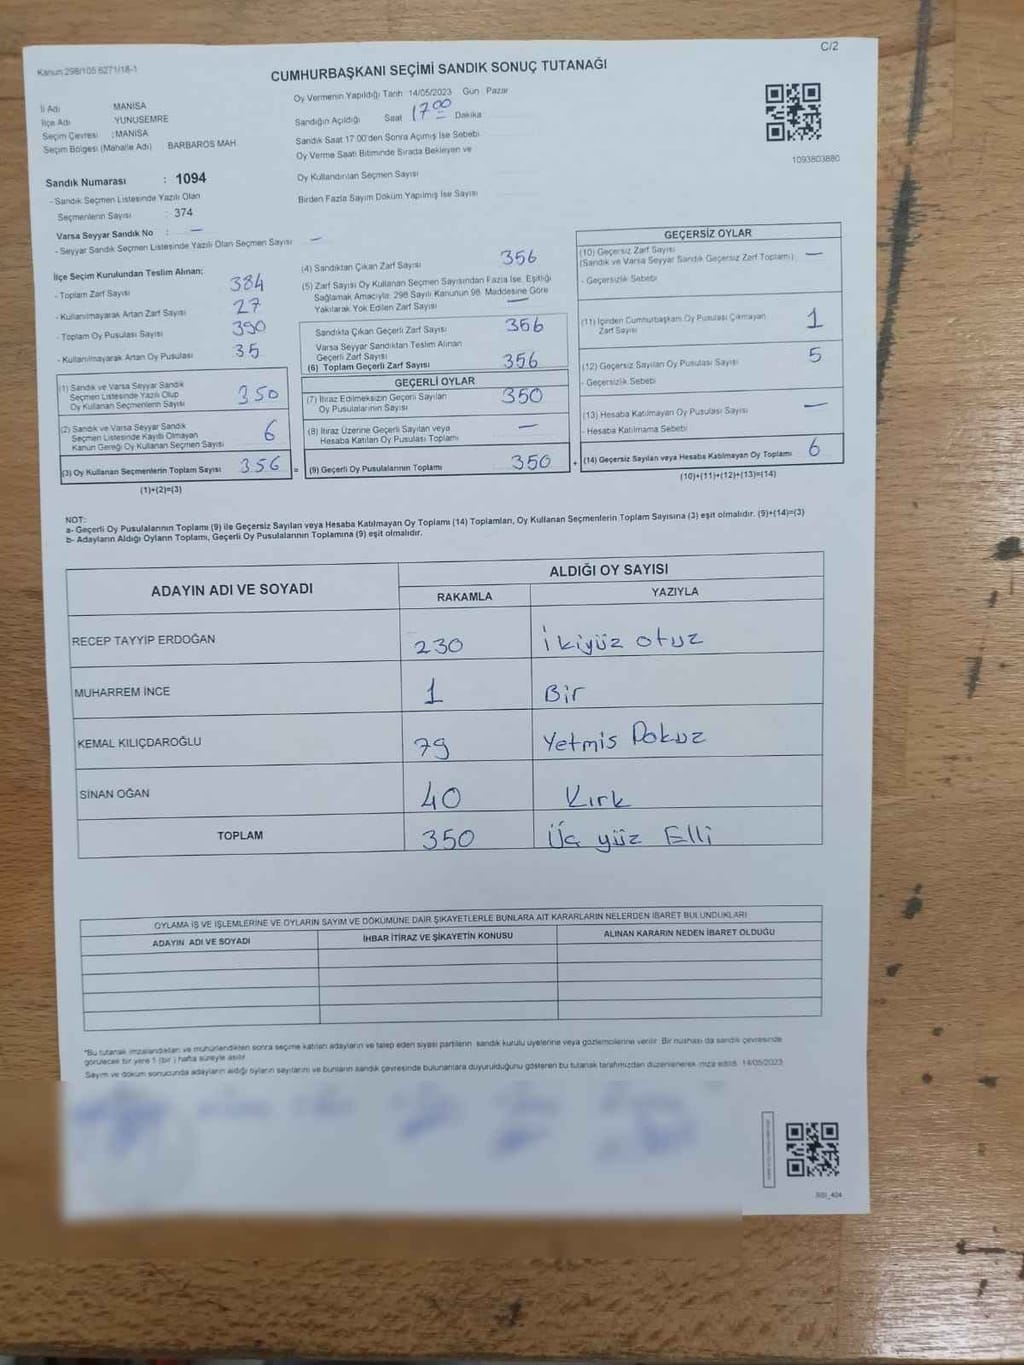 C/2
Kanun 298/105 6271/18-1
CUMHURBAŞKANI SEÇİMİ SANDIK SONUÇ TUTANAĞI
İl Adı MANİSA
İlçe Adı YUNUSEMRE
Seçim Çevresi : MANİSA
Seçim Bölgesi (Mahalle Adı) BARBAROS MAH.
Oy Vermenin Yapıldığı Tarih 14/05/2023 Gün : Pazar
Sandığın Açıldığı Saat 17 00 Dakika
Sandık Saat 17:00'den Sonra Açılmış İse Sebebi
Oy Verme Saati Bitiminde Sırada Bekleyen ve
Oy Kullandırılan Seçmen Sayısı
Birden Fazla Sayım Döküm Yapılmış İse Sayısı
1093803880
Sandık Numarası : 1094
- Sandık Seçmen Listesinde Yazılı Olan
Seçmenlerin Sayısı : 374
Varsa Seyyar Sandık No : —
- Seyyar Sandık Seçmen Listesinde Yazılı Olan Seçmen Sayısı —
İlçe Seçim Kurulundan Teslim Alınan;
- Toplam Zarf Sayısı 384
- Kullanılmayarak Artan Zarf Sayısı 27
- Toplam Oy Pusulası Sayısı 390
- Kullanılmayarak Artan Oy Pusulası 35
(1) Sandık ve Varsa Seyyar Sandık
Seçmen Listesinde Yazılı Olup
Oy Kullanan Seçmenlerin Sayısı 350
(2) Sandık ve Varsa Seyyar Sandık
Seçmen Listesinde Kayıtlı Olmayan
Kanun Gereği Oy Kullanan Seçmen Sayısı 6
(3) Oy Kullanan Seçmenlerin Toplam Sayısı 356 =
(1)+(2)=(3)
(4) Sandıktan Çıkan Zarf Sayısı 356
(5) Zarf Sayısı Oy Kullanan Seçmen Sayısından Fazla İse, Eşitliği
Sağlamak Amacıyla, 298 Sayılı Kanunun 98. Maddesine Göre
Yakılarak Yok Edilen Zarf Sayısı —
Sandıkta Çıkan Geçerli Zarf Sayısı 356
Varsa Seyyar Sandıktan Teslim Alınan
Geçerli Zarf Sayısı
(6) Toplam Geçerli Zarf Sayısı 356
GEÇERLİ OYLAR
(7) İtiraz Edilmeksizin Geçerli Sayılan
Oy Pusulalarının Sayısı 350
(8) İtiraz Üzerine Geçerli Sayılan veya
Hesaba Katılan Oy Pusulası Toplamı —
(9) Geçerli Oy Pusulalarının Toplamı 350 +
GEÇERSİZ OYLAR
(10) Geçersiz Zarf Sayısı
(Sandık ve Varsa Seyyar Sandık Geçersiz Zarf Toplamı) —
- Geçersizlik Sebebi
(11) İçinden Cumhurbaşkanı Oy Pusulası Çıkmayan
Zarf Sayısı 1
(12) Geçersiz Sayılan Oy Pusulası Sayısı 5
- Geçersizlik Sebebi
(13) Hesaba Katılmayan Oy Pusulası Sayısı —
- Hesaba Katılmama Sebebi
(14) Geçersiz Sayılan veya Hesaba Katılmayan Oy Toplamı 6
(10)+(11)+(12)+(13)=(14)
NOT:
a- Geçerli Oy Pusulalarının Toplamı (9) ile Geçersiz Sayılan veya Hesaba Katılmayan Oy Toplamı (14) Toplamları, Oy Kullanan Seçmenlerin Toplam Sayısına (3) eşit olmalıdır. (9)+(14)=(3)
b- Adayların Aldığı Oyların Toplamı, Geçerli Oy Pusulalarının Toplamına (9) eşit olmalıdır.
ADAYIN ADI VE SOYADI
ALDIĞI OY SAYISI
RAKAMLA YAZIYLA
RECEP TAYYİP ERDOĞAN 230 İkiyüz otuz
MUHARREM İNCE 1 Bir
KEMAL KILIÇDAROĞLU 79 Yetmis Dokuz
SİNAN OĞAN 40 Kırk
TOPLAM 350 Üç yüz Elli
OYLAMA İŞ VE İŞLEMLERİNE VE OYLARIN SAYIM VE DÖKÜMÜNE DAİR ŞİKAYETLERLE BUNLARA AİT KARARLARIN NELERDEN İBARET BULUNDUKLARI
ADAYIN ADI VE SOYADI İHBAR İTİRAZ VE ŞİKAYETİN KONUSU ALINAN KARARIN NEDEN İBARET OLDUĞU
*Bu tutanak imzalandıktan ve mühürlendikten sonra seçime katılan adayların ve talep eden siyasi partilerin sandık kurulu üyelerine veya gözlemcilerine verilir. Bir nüshası da sandık çevresinde
görülecek bir yere 1 (bir) hafta süreyle asılır.
Sayım ve döküm sonucunda adayların aldığı oyların sayılarını ve bunların sandık çevresinde bulunanlara duyurulduğunu gösteren bu tutanak tarafımızdan düzenlenerek imza edildi. 14/05/2023